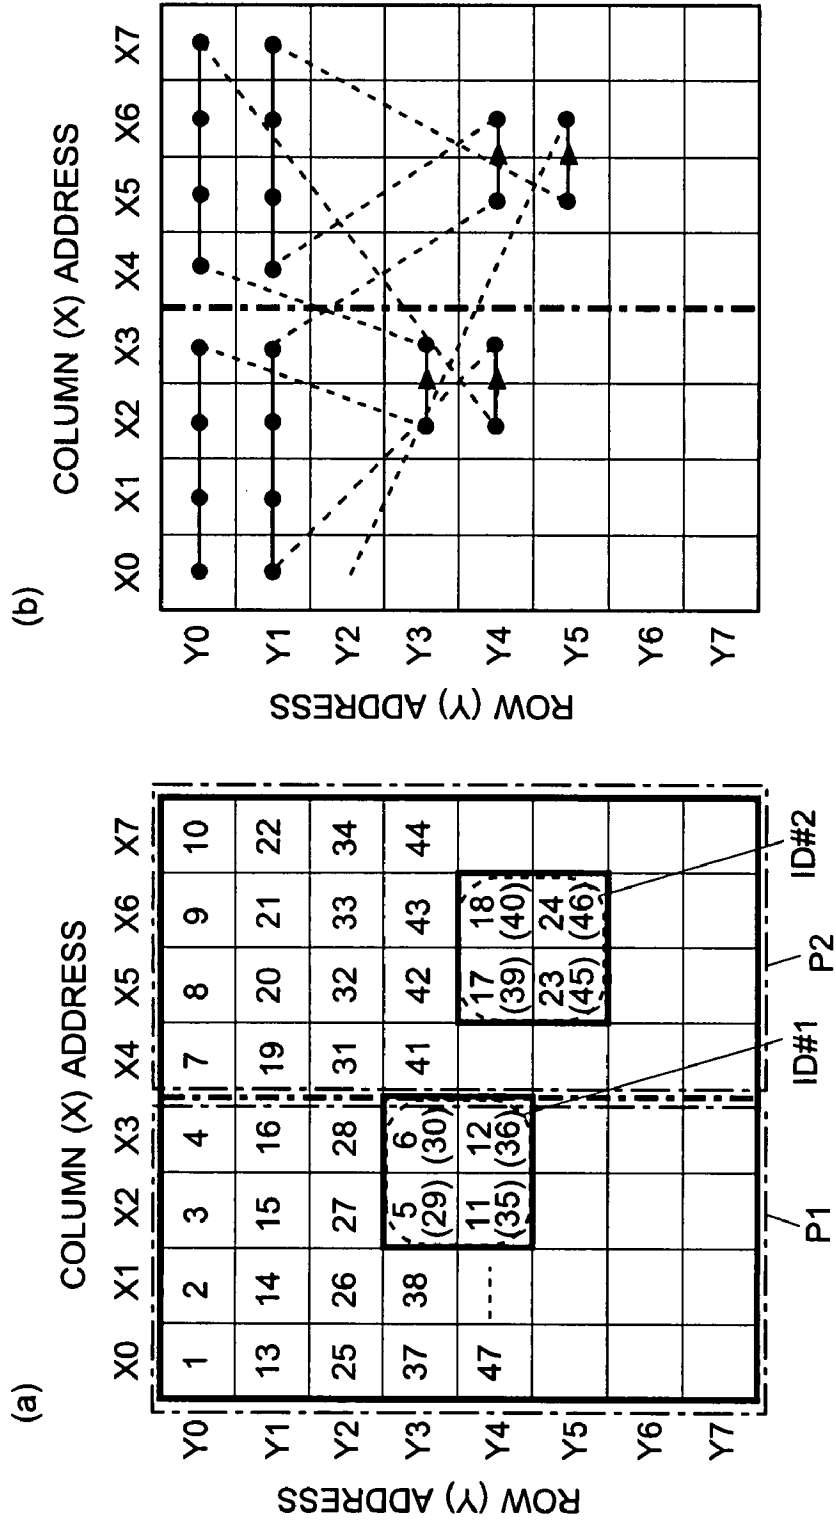 (a)
COLUMN (X) ADDRESS
X0 X1 X2 X3 X4 X5 X6 X7
ROW (Y) ADDRESS
Y0 1 2 3 4 7 8 9 10
Y1 13 14 15 16 19 20 21 22
Y2 25 26 27 28 31 32 33 34
Y3 37 38 5 (29) 6 (30) 41 42 43 44
Y4 47 11 (35) 12 (36) 17 (39) 18 (40)
Y5 23 (45) 24 (46)
Y6
Y7
P1
ID#1
P2
ID#2
(b)
COLUMN (X) ADDRESS
X0 X1 X2 X3 X4 X5 X6 X7
ROW (Y) ADDRESS
Y0
Y1
Y2
Y3
Y4
Y5
Y6
Y7